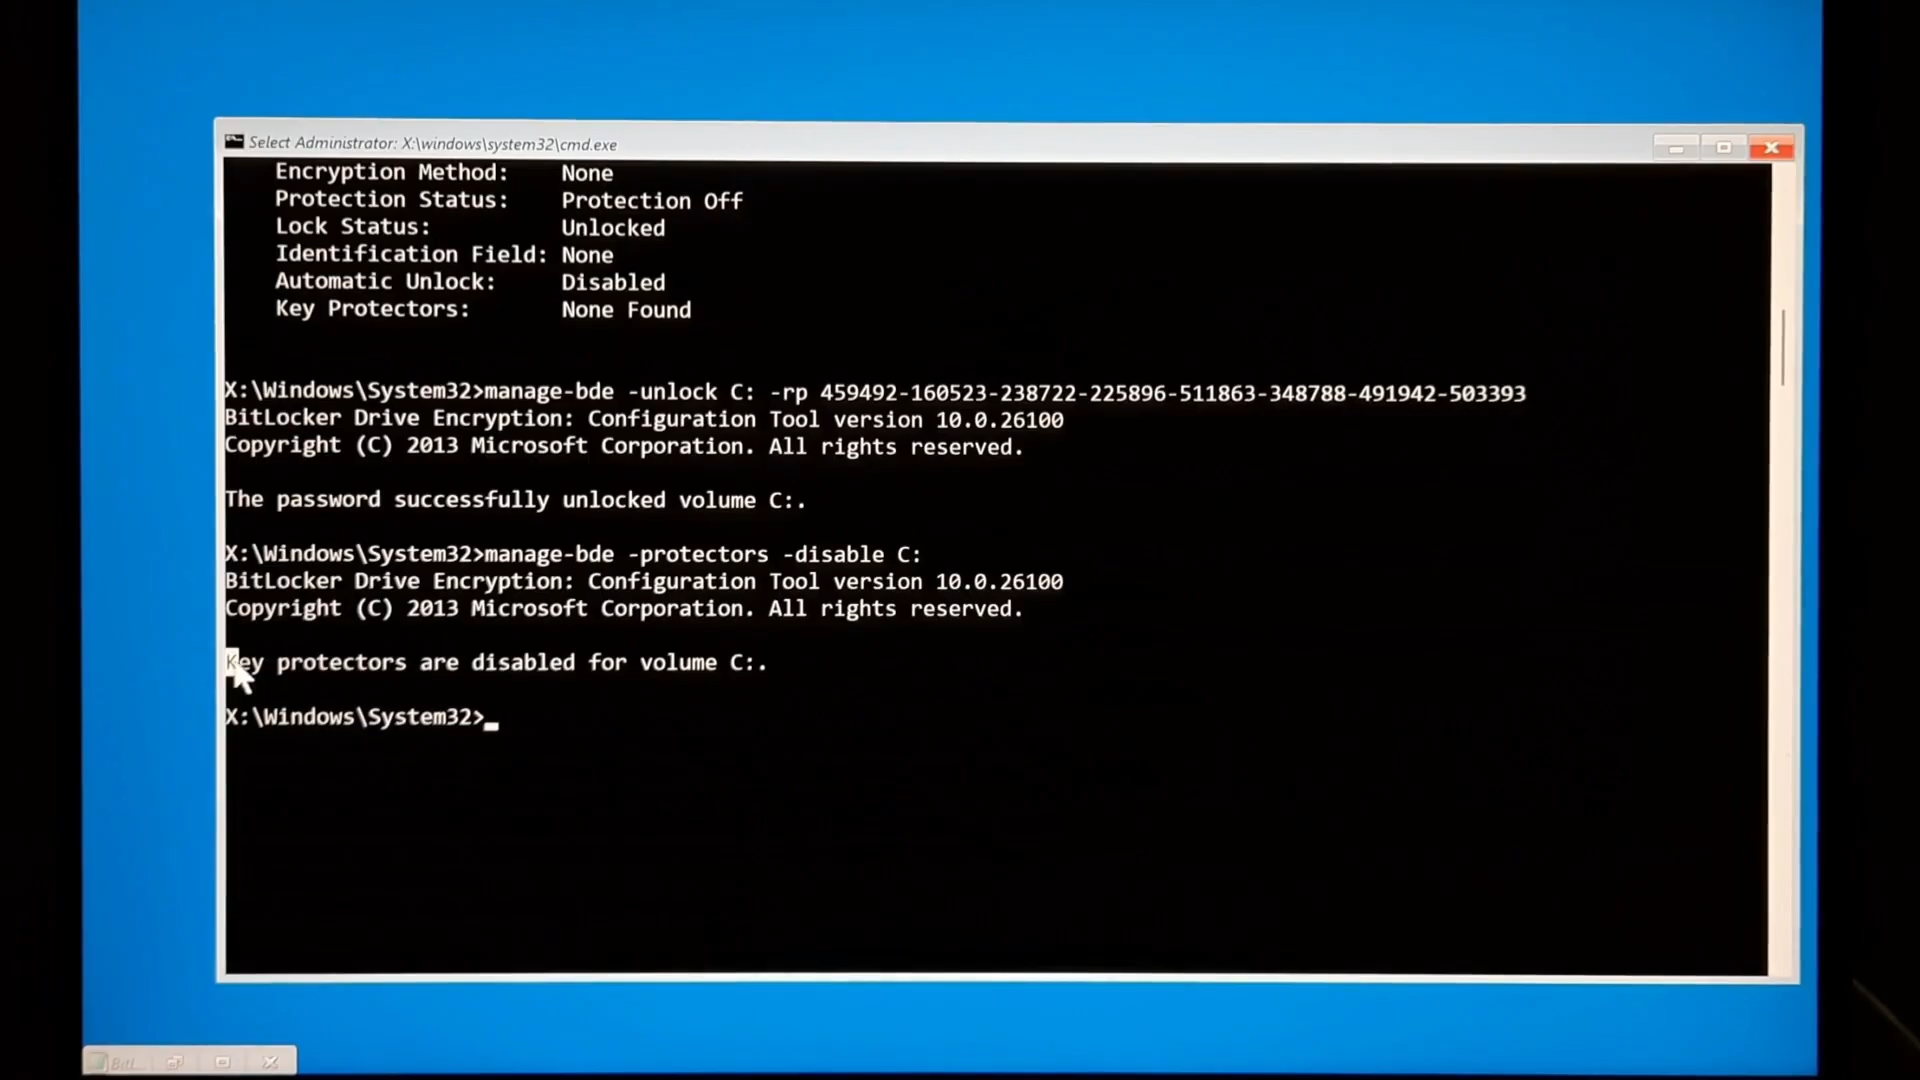 Select Administrator: X:\windows\system32\cmd.exe
Encryption Method: None
Protection Status: Protection Off
Lock Status: Unlocked
Identification Field: None
Automatic Unlock: Disabled
Key Protectors: None Found
X:\Windows\System32>manage-bde -unlock C: -rp 459492-160523-238722-225896-511863-348788-491942-503393
BitLocker Drive Encryption: Configuration Tool version 10.0.26100
Copyright (C) 2013 Microsoft Corporation. All rights reserved.
The password successfully unlocked volume C:.
X:\Windows\System32>manage-bde -protectors -disable C:
BitLocker Drive Encryption: Configuration Tool version 10.0.26100
Copyright (C) 2013 Microsoft Corporation. All rights reserved.
Key protectors are disabled for volume C:.
X:\Windows\System32>
BitL...